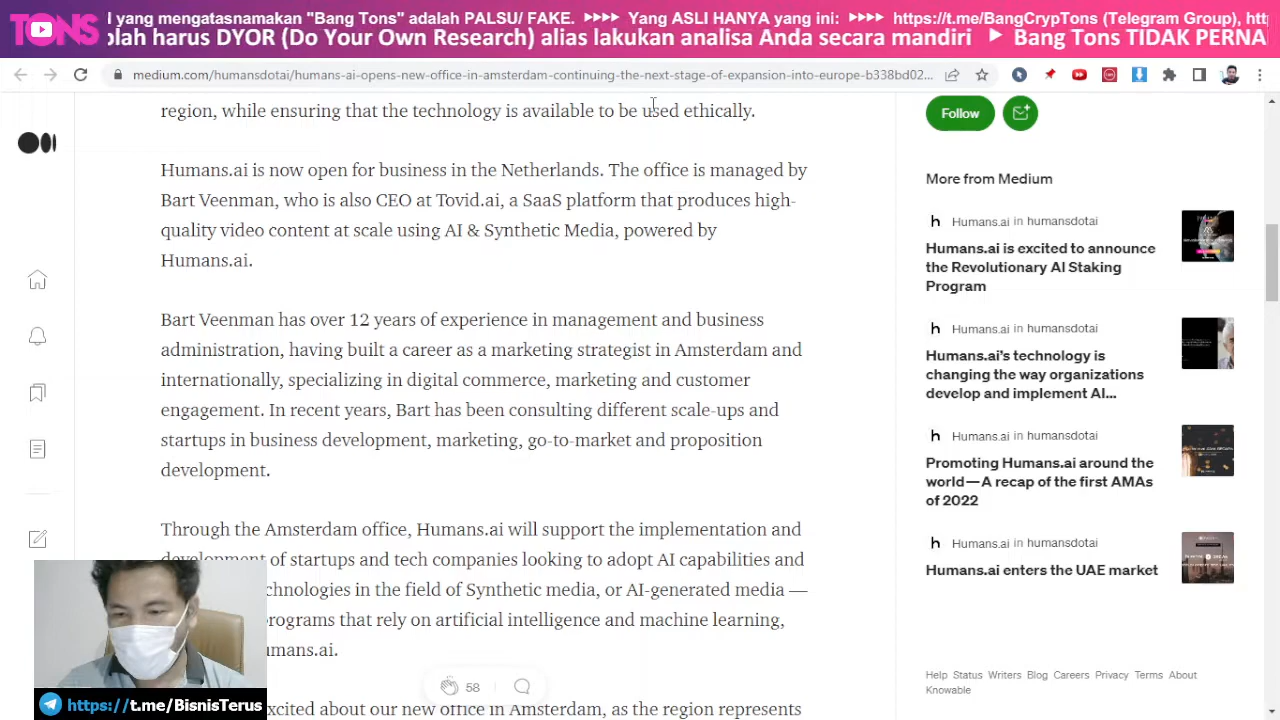 TONS
I yang mengatasnamakan "Bang Tons" adalah PALSU/ FAKE. ►►►► Yang ASLI HANYA yang ini: ►►►► https://t.me/BangCrypTons (Telegram Group), htt
olah harus DYOR (Do Your Own Research) alias lakukan analisa Anda secara mandiri ► Bang Tons TIDAK PERNA
medium.com/humansdotai/humans-ai-opens-new-office-in-amsterdam-continuing-the-next-stage-of-expansion-into-europe-b338bd02...
region, while ensuring that the technology is available to be used ethically.
Humans.ai is now open for business in the Netherlands. The office is managed by
Bart Veenman, who is also CEO at Tovid.ai, a SaaS platform that produces high-
quality video content at scale using AI & Synthetic Media, powered by
Humans.ai.
Bart Veenman has over 12 years of experience in management and business
administration, having built a career as a marketing strategist in Amsterdam and
internationally, specializing in digital commerce, marketing and customer
engagement. In recent years, Bart has been consulting different scale-ups and
startups in business development, marketing, go-to-market and proposition
development.
Through the Amsterdam office, Humans.ai will support the implementation and
development of startups and tech companies looking to adopt AI capabilities and
chnologies in the field of Synthetic media, or AI-generated media —
rograms that rely on artificial intelligence and machine learning,
umans.ai.
xcited about our new office in Amsterdam, as the region represents
58
Follow
More from Medium
h Humans.ai in humansdotai
Humans.ai is excited to announce
the Revolutionary AI Staking
Program
h Humans.ai in humansdotai
Humans.ai's technology is
changing the way organizations
develop and implement AI...
h Humans.ai in humansdotai
Promoting Humans.ai around the
world — A recap of the first AMAs
of 2022
h Humans.ai in humansdotai
Humans.ai enters the UAE market
Help Status Writers Blog Careers Privacy Terms About
Knowable
https://t.me/BisnisTerus